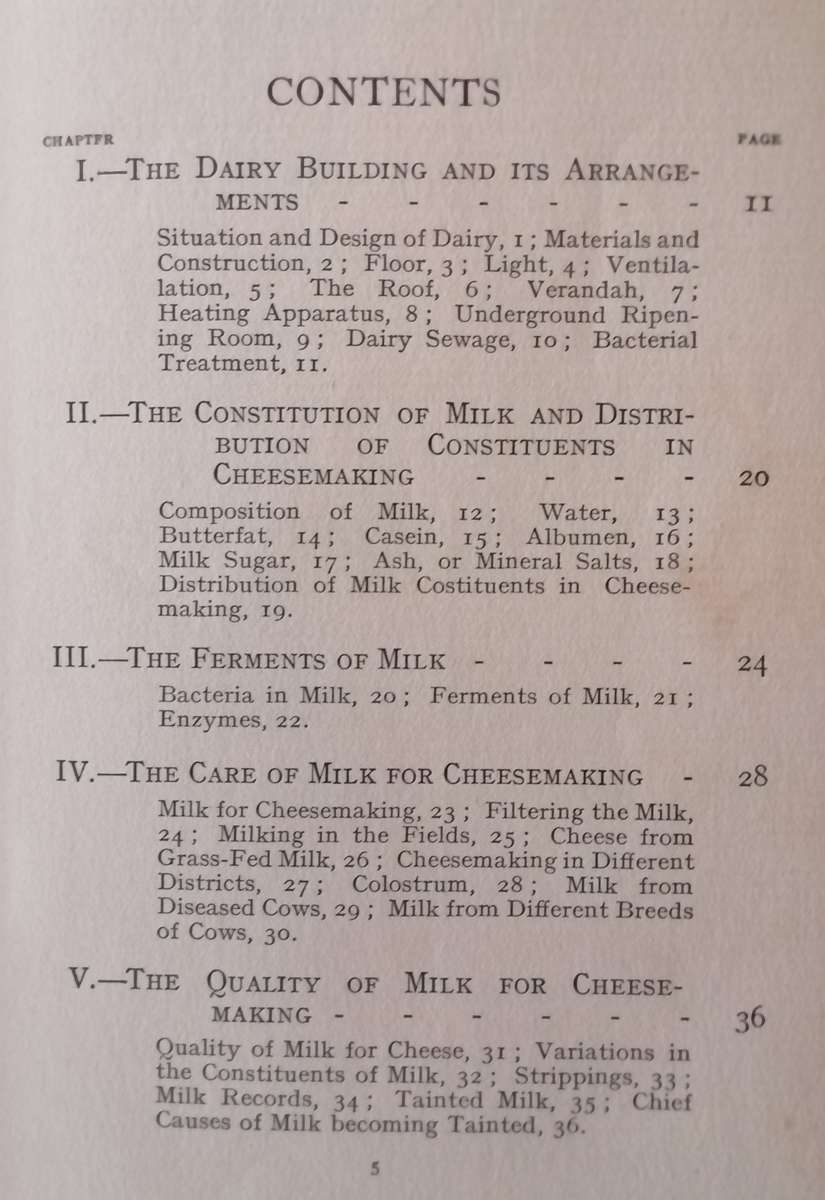 CONTENTS
CHAPTER PAGE
I.—THE DAIRY BUILDING AND ITS ARRANGE-
MENTS - - - - - - 11
Situation and Design of Dairy, 1 ; Materials and
Construction, 2 ; Floor, 3 ; Light, 4 ; Ventila-
lation, 5 ; The Roof, 6 ; Verandah, 7 ;
Heating Apparatus, 8 ; Underground Ripen-
ing Room, 9 ; Dairy Sewage, 10 ; Bacterial
Treatment, 11.
II.—THE CONSTITUTION OF MILK AND DISTRI-
BUTION OF CONSTITUENTS IN
CHEESEMAKING - - - - 20
Composition of Milk, 12 ; Water, 13 ;
Butterfat, 14 ; Casein, 15 ; Albumen, 16 ;
Milk Sugar, 17 ; Ash, or Mineral Salts, 18 ;
Distribution of Milk Costituents in Cheese-
making, 19.
III.—THE FERMENTS OF MILK - - - - 24
Bacteria in Milk, 20 ; Ferments of Milk, 21 ;
Enzymes, 22.
IV.—THE CARE OF MILK FOR CHEESEMAKING - 28
Milk for Cheesemaking, 23 ; Filtering the Milk,
24 ; Milking in the Fields, 25 ; Cheese from
Grass-Fed Milk, 26 ; Cheesemaking in Different
Districts, 27 ; Colostrum, 28 ; Milk from
Diseased Cows, 29 ; Milk from Different Breeds
of Cows, 30.
V.—THE QUALITY OF MILK FOR CHEESE-
MAKING - - - - - - 36
Quality of Milk for Cheese, 31 ; Variations in
the Constituents of Milk, 32 ; Strippings, 33 ;
Milk Records, 34 ; Tainted Milk, 35 ; Chief
Causes of Milk becoming Tainted, 36.
5